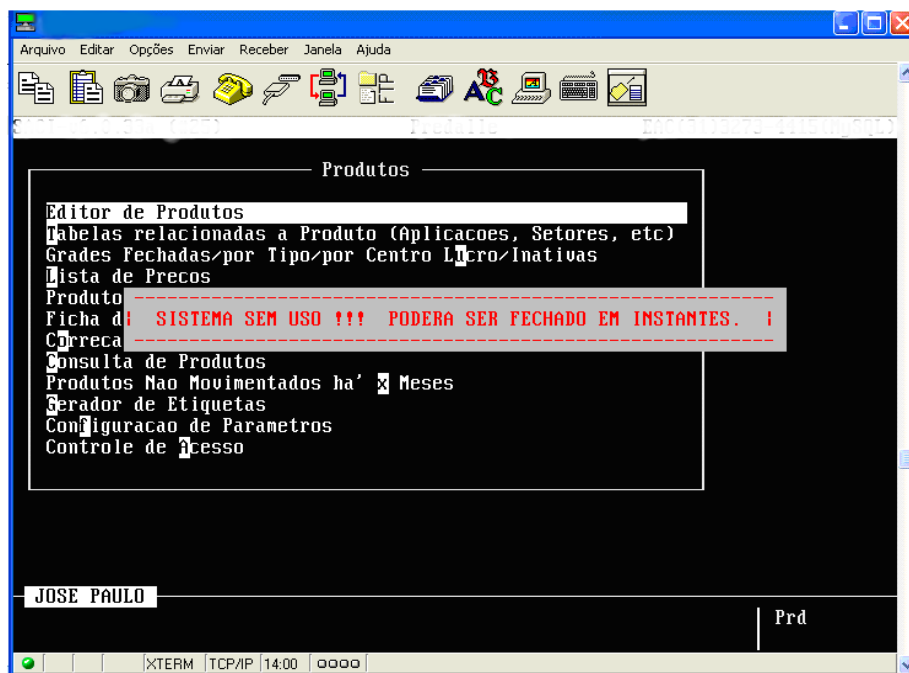 Arquivo Editar Opções Enviar Receber Janela Ajuda
FTP
ABC
Produtos
Editor de Produtos
Tabelas relacionadas a Produto (Aplicacoes, Setores, etc)
Grades Fechadas/por Tipo/por Centro Lucro/Inativas
Lista de Precos
Produto
Ficha d
SISTEMA SEM USO !!! PODERA SER FECHADO EM INSTANTES.
Correca
Consulta de Produtos
Produtos Nao Movimentados ha' x Meses
Gerador de Etiquetas
Configuracao de Parametros
Controle de Acesso
JOSE PAULO
Prd
XTERM TCP/IP 14:00